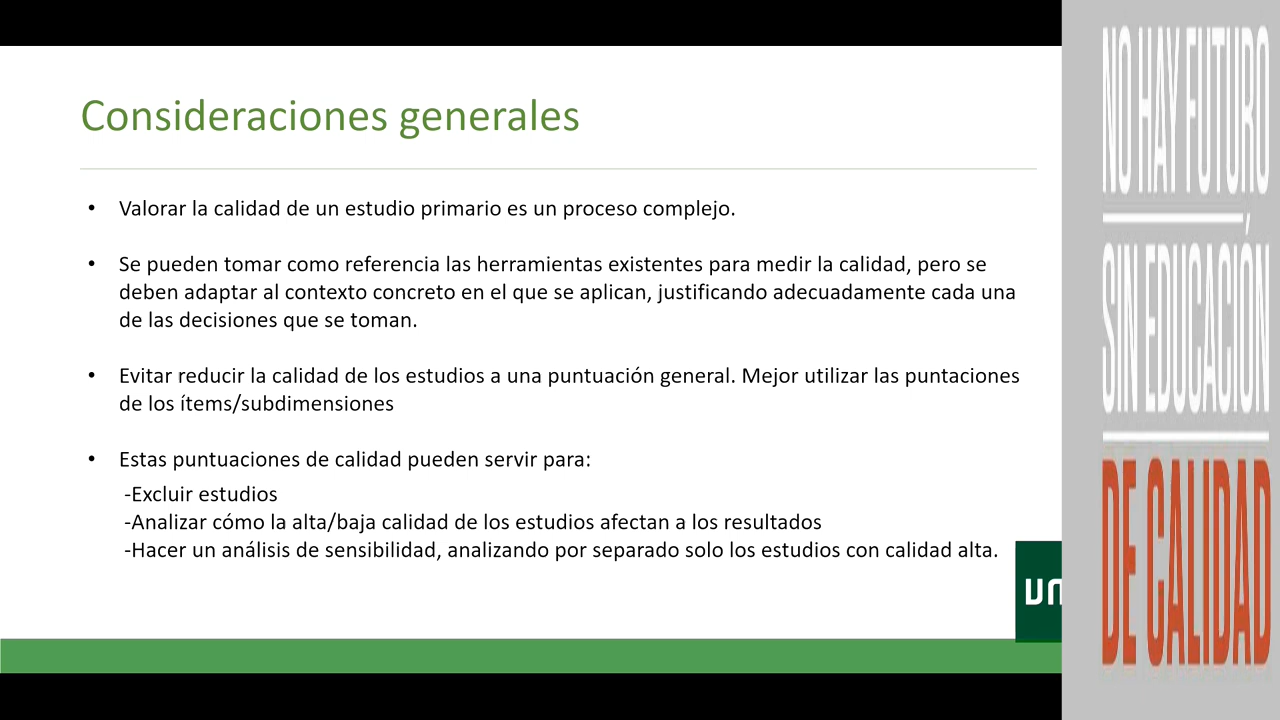 Consideraciones generales
• Valorar la calidad de un estudio primario es un proceso complejo.
• Se pueden tomar como referencia las herramientas existentes para medir la calidad, pero se
deben adaptar al contexto concreto en el que se aplican, justificando adecuadamente cada una
de las decisiones que se toman.
• Evitar reducir la calidad de los estudios a una puntuación general. Mejor utilizar las puntaciones
de los ítems/subdimensiones
• Estas puntuaciones de calidad pueden servir para:
-Excluir estudios
-Analizar cómo la alta/baja calidad de los estudios afectan a los resultados
-Hacer un análisis de sensibilidad, analizando por separado solo los estudios con calidad alta.
NO HAY FUTURO
SIN EDUCACIÓN
DE CALIDAD